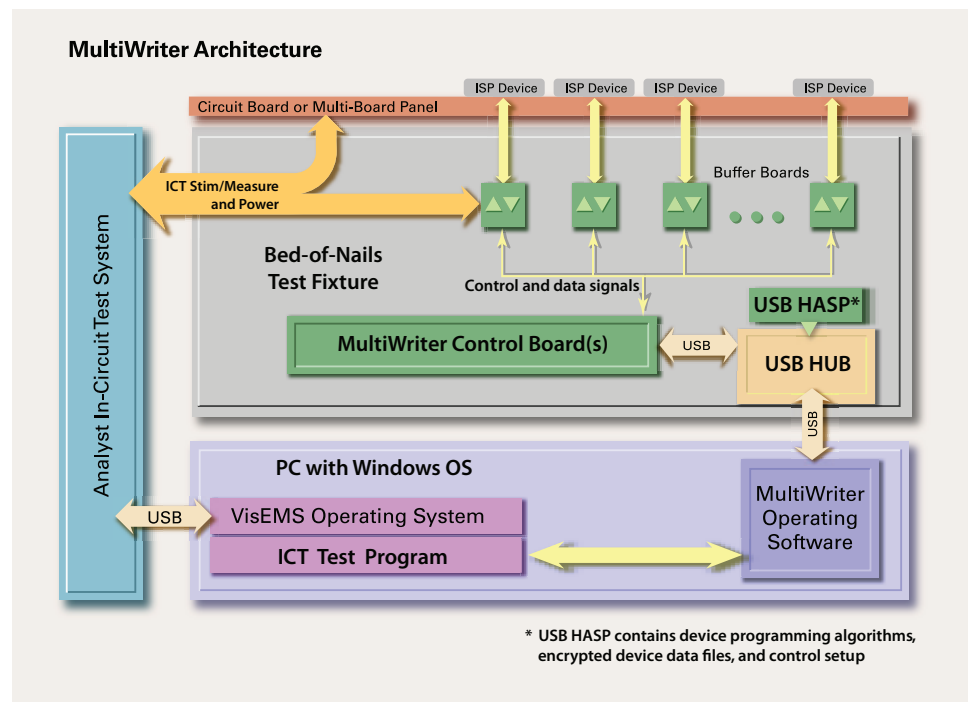 MultiWriter Architecture
ISP Device
ISP Device
ISP Device
ISP Device
Circuit Board or Multi-Board Panel
ICT Stim/Measure
and Power
Buffer Boards
Bed-of-Nails
Test Fixture
Control and data signals
USB HASP*
MultiWriter Control Board(s)
USB
USB HUB
Analyst In-Circuit Test System
USB
PC with Windows OS
MultiWriter
Operating
Software
USB
VisEMS Operating System
ICT Test Program
* USB HASP contains device programming algorithms,
encrypted device data files, and control setup